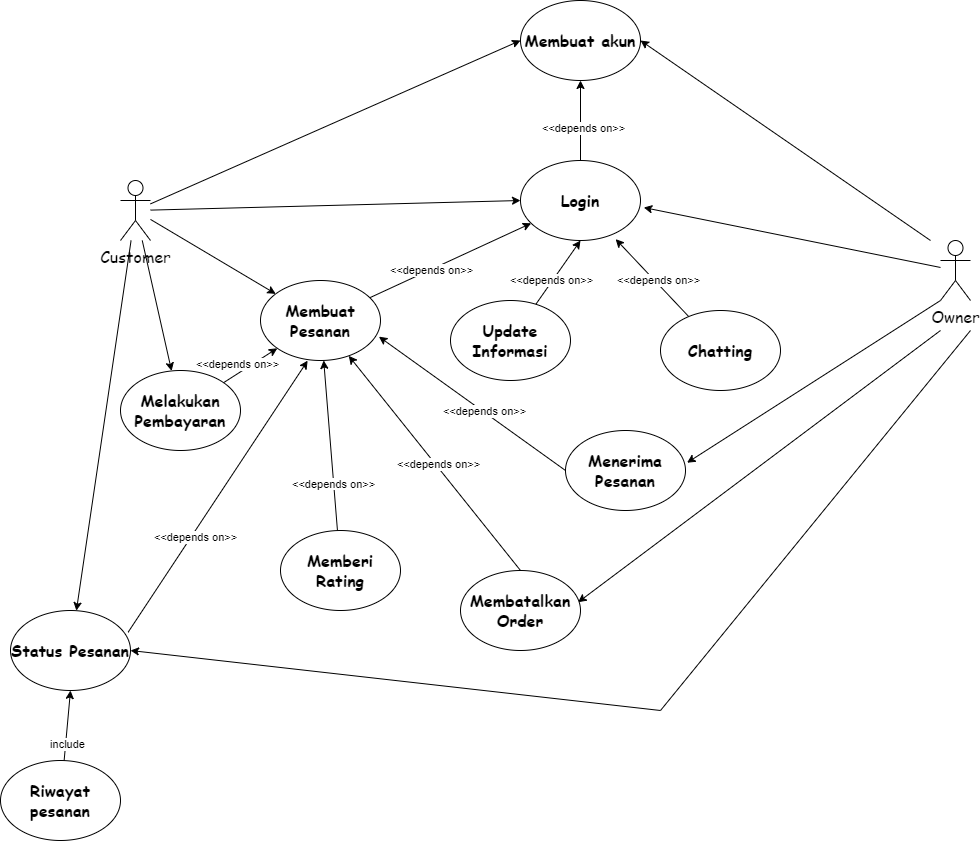 Membuat akun
<<depends on>>
Login
Customer
<<depends on>>
<<depends on>>
<<depends on>>
Owner
Membuat
Pesanan
Update
Informasi
Chatting
<<depends on>>
Melakukan
Pembayaran
<<depends on>>
<<depends on>>
Menerima
Pesanan
<<depends on>>
<<depends on>>
Memberi
Rating
Membatalkan
Order
Status Pesanan
include
Riwayat
pesanan